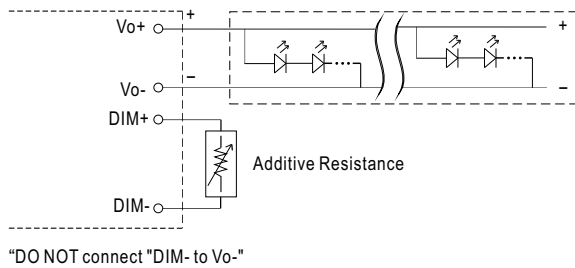 Vo+
+
+
Vo-
−
−
DIM+
Additive Resistance
DIM-
“DO NOT connect "DIM- to Vo-"